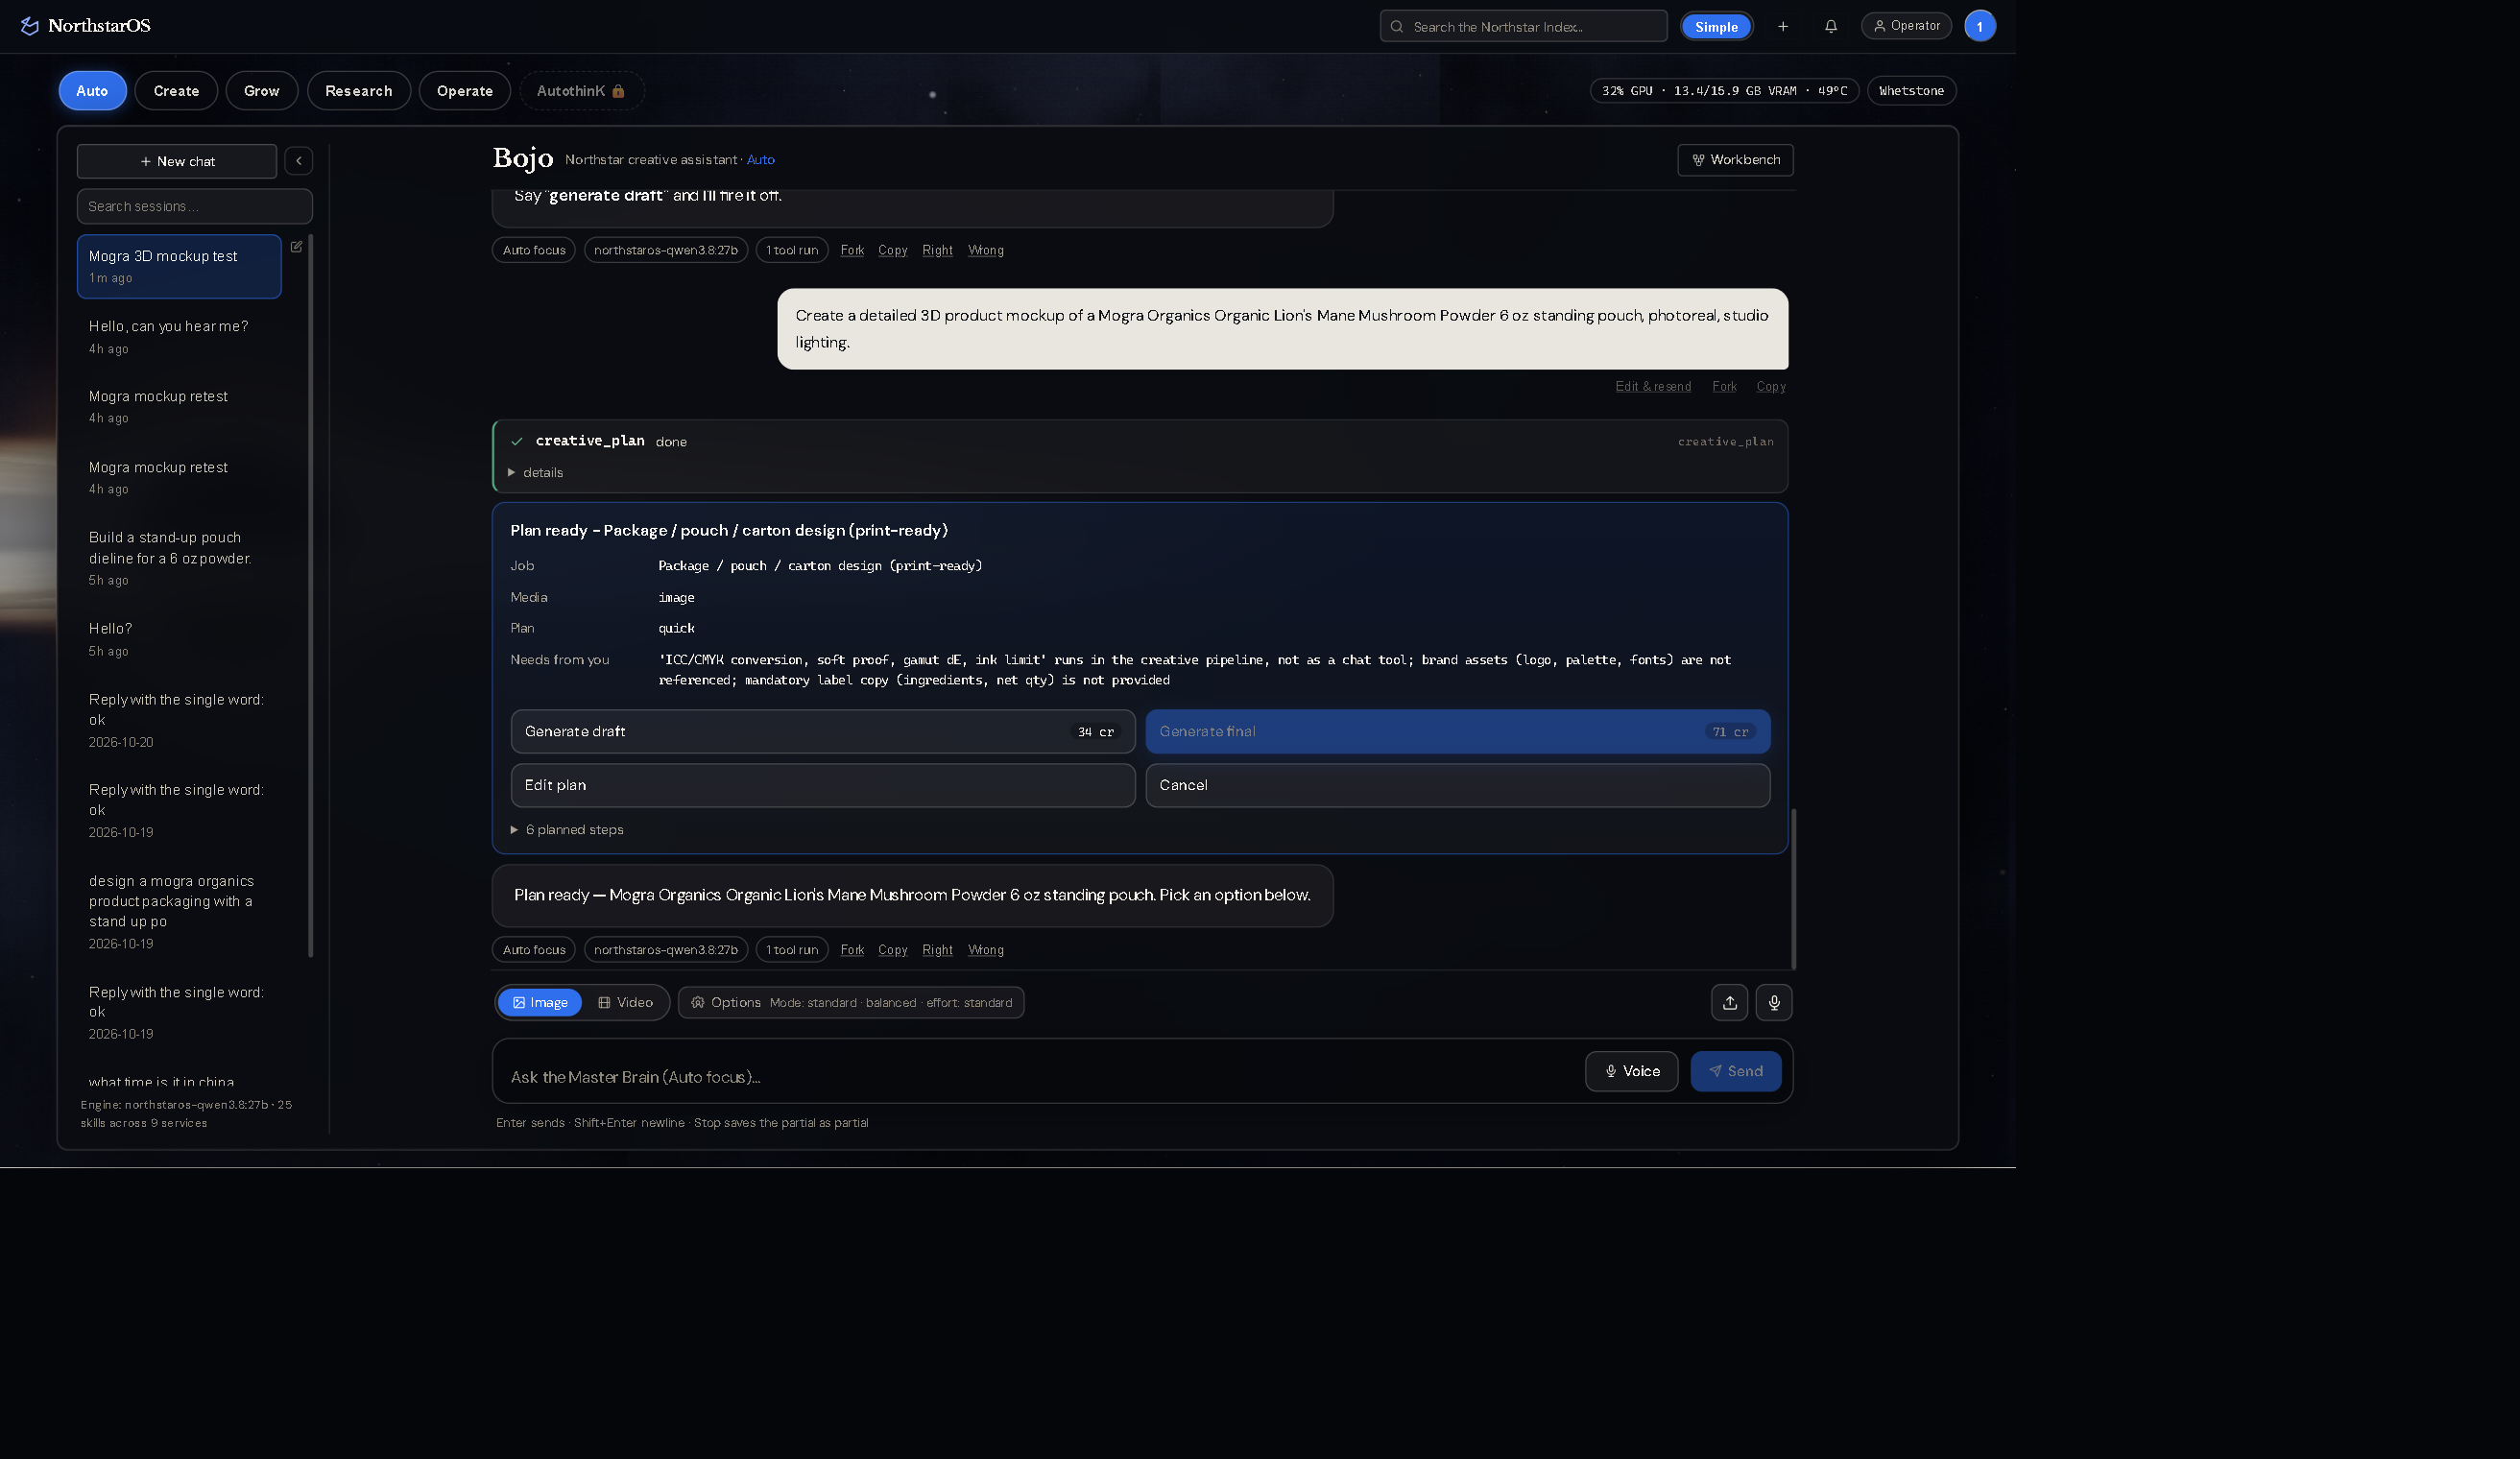 NorthstarOS
Search the Northstar Index...
Simple
+
Operator
1
Auto
Create
Grow
Research
Operate
AutothinK
32% GPU · 13.4/15.9 GB VRAM · 49°C
Whetstone
+ New chat
Search sessions...
Mogra 3D mockup test
1m ago
Hello, can you hear me?
4h ago
Mogra mockup retest
4h ago
Mogra mockup retest
4h ago
Build a stand-up pouch
dieline for a 6 oz powder.
5h ago
Hello?
5h ago
Reply with the single word:
ok
2026-10-20
Reply with the single word:
ok
2026-10-19
design a mogra organics
product packaging with a
stand up po
2026-10-19
Reply with the single word:
ok
2026-10-19
what time is it in china
Engine: northstaros-qwen3.8:27b · 25
skills across 9 services
Bojo
Northstar creative assistant · Auto
Workbench
Say "generate draft" and I'll fire it off.
Auto focus
northstaros-qwen3.8:27b
1 tool run
Fork
Copy
Right
Wrong
Create a detailed 3D product mockup of a Mogra Organics Organic Lion's Mane Mushroom Powder 6 oz standing pouch, photoreal, studio
lighting.
Edit & resend
Fork
Copy
creative_plan done
creative_plan
details
Plan ready - Package / pouch / carton design (print-ready)
Job
Package / pouch / carton design (print-ready)
Media
image
Plan
quick
Needs from you
'ICC/CMYK conversion, soft proof, gamut dE, ink limit' runs in the creative pipeline, not as a chat tool; brand assets (logo, palette, fonts) are not
referenced; mandatory label copy (ingredients, net qty) is not provided
Generate draft
34 cr
Generate final
71 cr
Edit plan
Cancel
6 planned steps
Plan ready — Mogra Organics Organic Lion's Mane Mushroom Powder 6 oz standing pouch. Pick an option below.
Auto focus
northstaros-qwen3.8:27b
1 tool run
Fork
Copy
Right
Wrong
Image
Video
Options
Mode: standard · balanced · effort: standard
Ask the Master Brain (Auto focus)...
Voice
Send
Enter sends · Shift+Enter newline · Stop saves the partial as partial